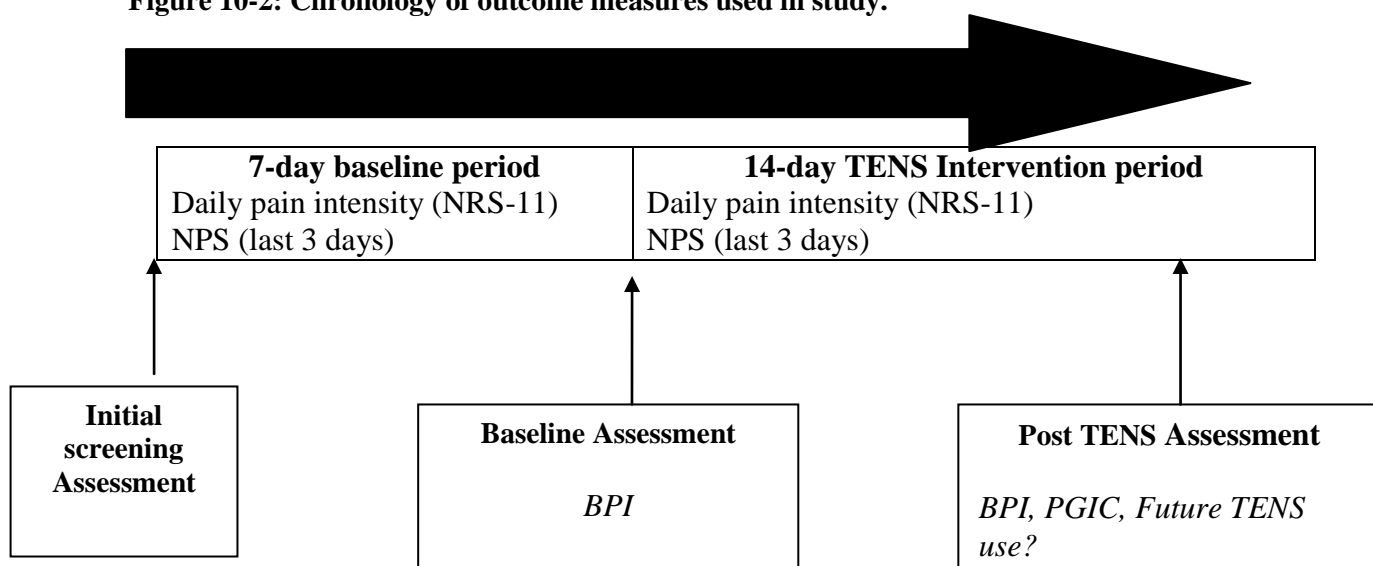 Figure 10-2: Chronology of outcome measures used in study.
7-day baseline period
Daily pain intensity (NRS-11)
NPS (last 3 days)
14-day TENS Intervention period
Daily pain intensity (NRS-11)
NPS (last 3 days)
Initial
screening
Assessment
Baseline Assessment
BPI
Post TENS Assessment
BPI, PGIC, Future TENS
use?